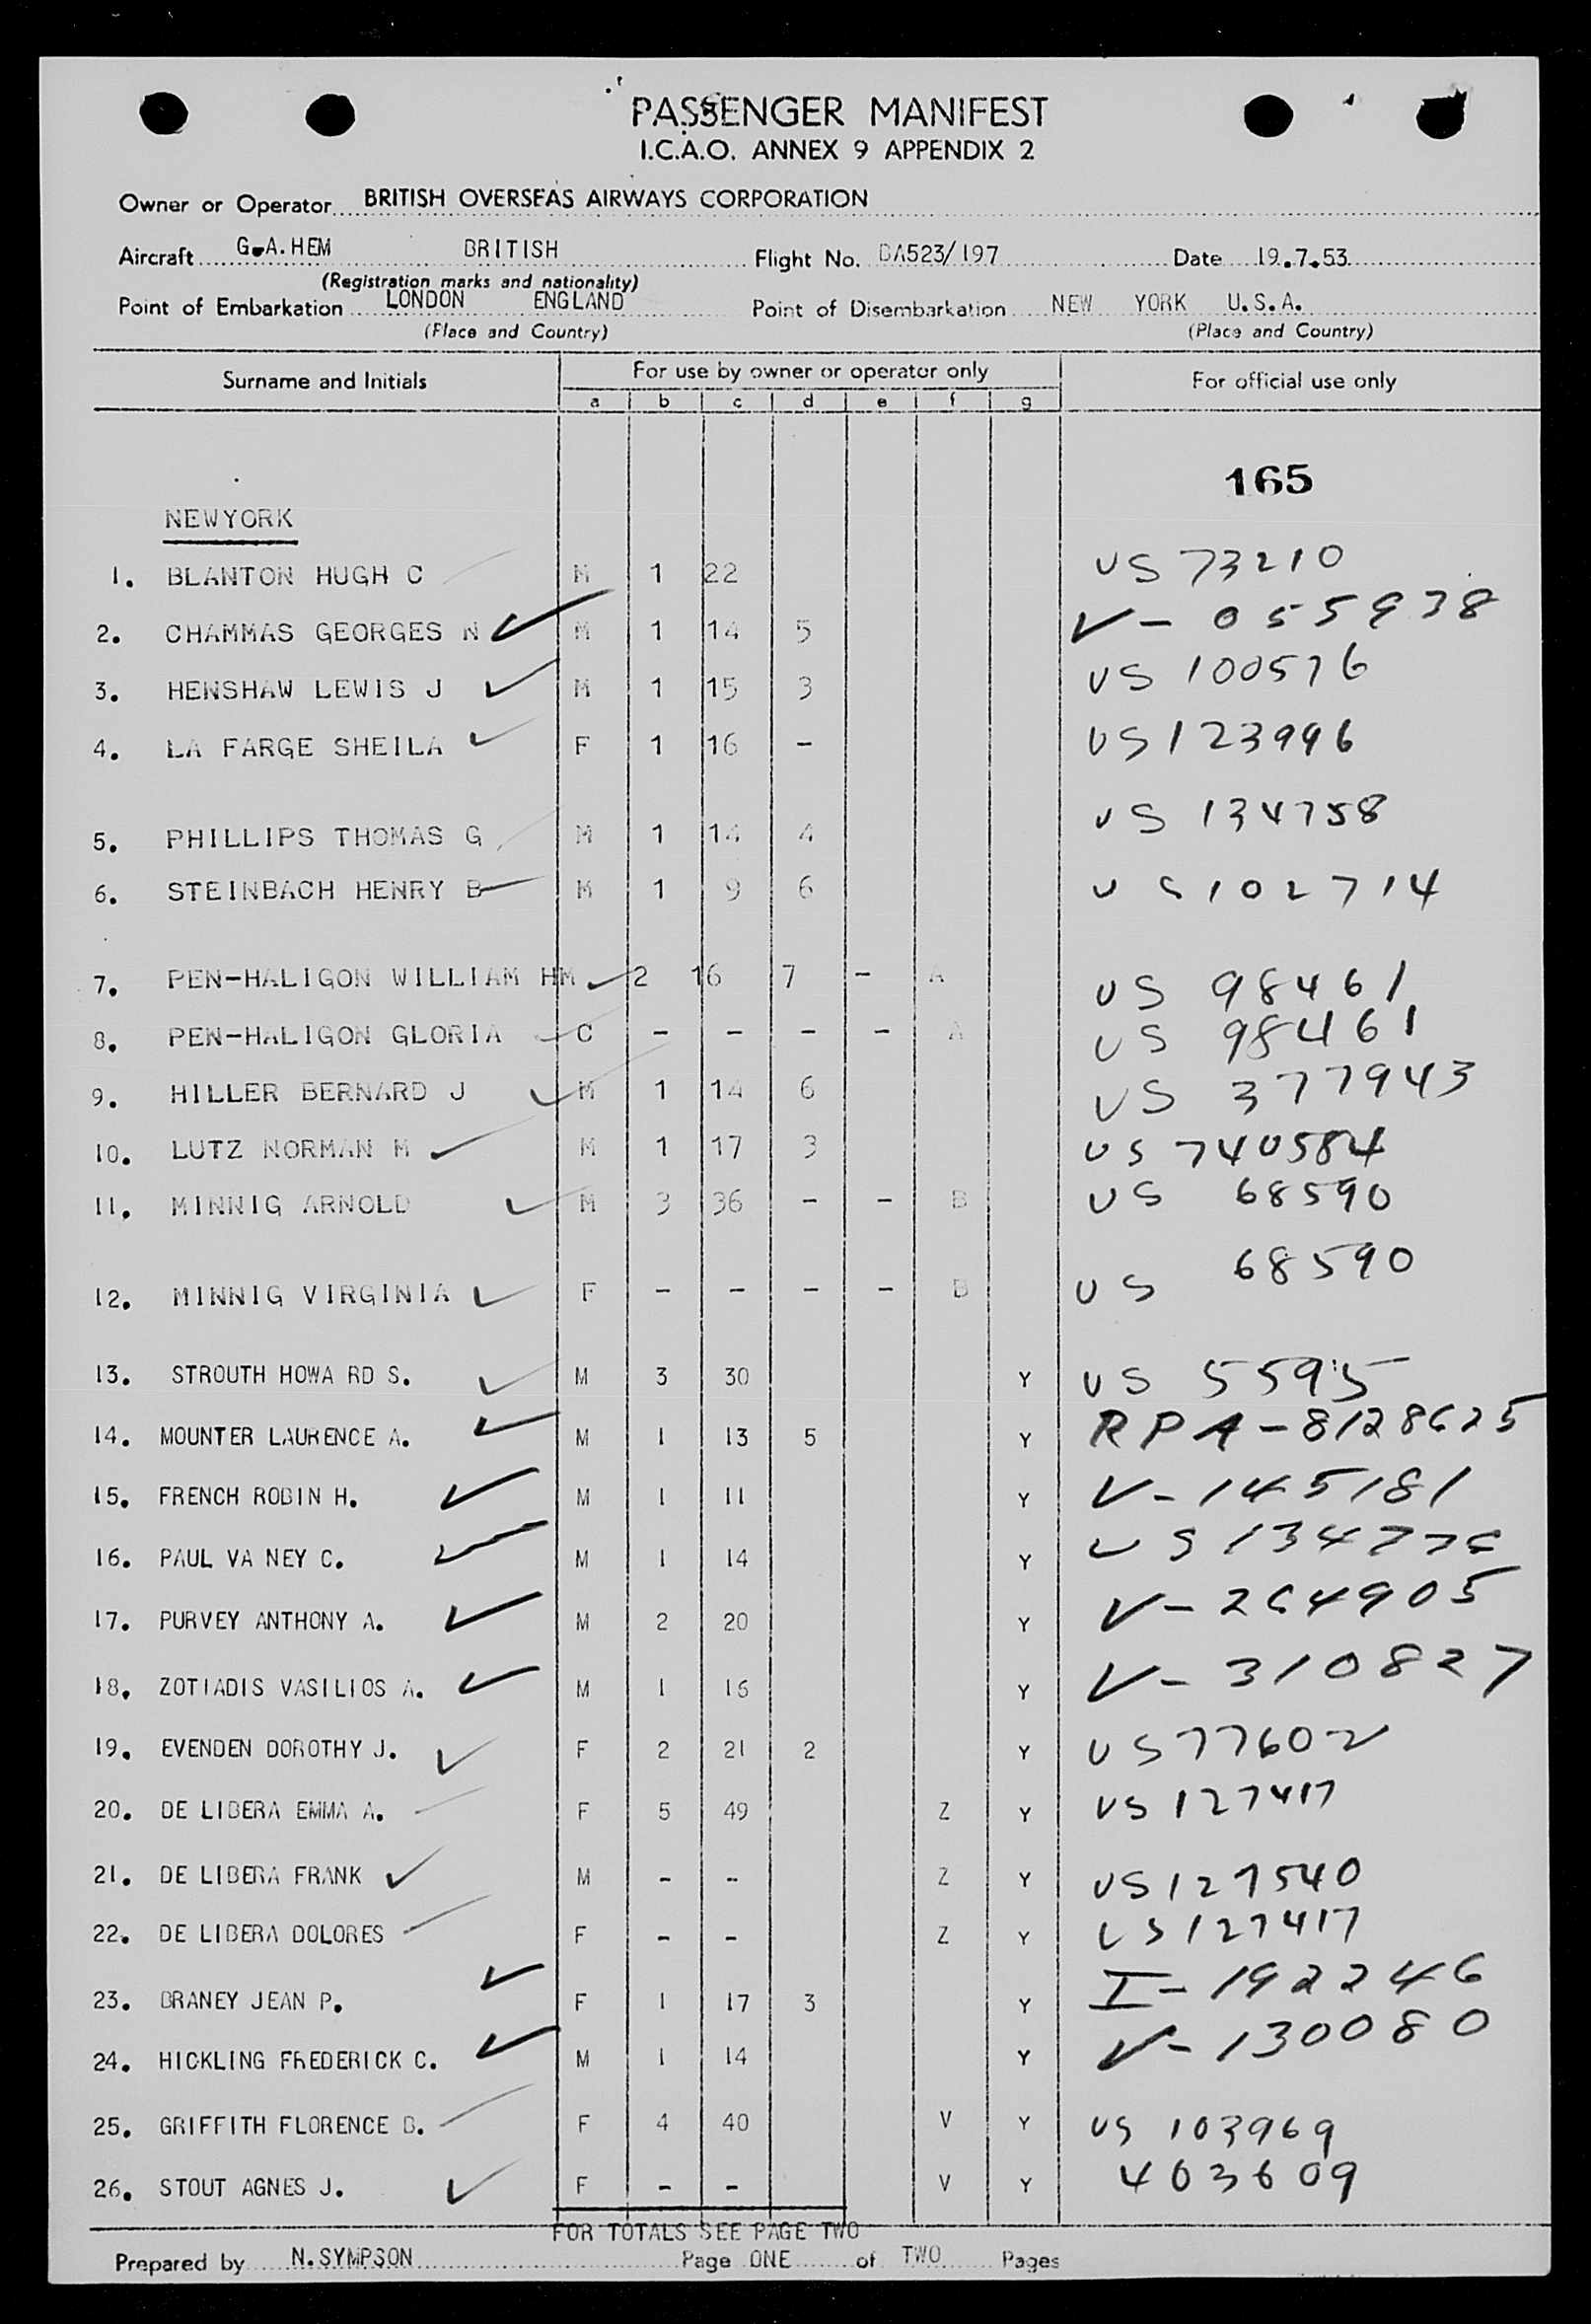 PASSENGER MANIFEST
I.C.A.O. ANNEX 9 APPENDIX 2
Owner or Operator BRITISH OVERSEAS AIRWAYS CORPORATION
Aircraft G.A.HEM BRITISH Flight No. BA523/197 Date 19.7.53
(Registration marks and nationality)
Point of Embarkation LONDON ENGLAND Point of Disembarkation NEW YORK U.S.A.
(Place and Country) (Place and Country)
Surname and Initials For use by owner or operator only For official use only
a b c d e f g
165
NEWYORK
1. BLANTON HUGH C M 1 22 US 73210
2. CHAMMAS GEORGES N M 1 14 5 V-055938
3. HENSHAW LEWIS J M 1 15 3 US 100576
4. LA FARGE SHEILA F 1 16 - US 123996
5. PHILLIPS THOMAS G M 1 14 4 US 134758
6. STEINBACH HENRY B M 1 9 6 US 102714
7. PEN-HALIGON WILLIAM HM 2 16 7 - A US 98461
8. PEN-HALIGON GLORIA C - - - - A US 98461
9. HILLER BERNARD J M 1 14 6 US 377943
10. LUTZ NORMAN M M 1 17 3 US 740584
11. MINNIG ARNOLD M 3 36 - - B US 68590
12. MINNIG VIRGINIA F - - - - B US 68590
13. STROUTH HOWA RD S. M 3 30 Y US 5595
14. MOUNTER LAURENCE A. M 1 13 5 Y RPA-8128625
15. FRENCH ROBIN H. M 1 11 Y V-145181
16. PAUL VA NEY C. M 1 14 Y US
17. PURVEY ANTHONY A. M 2 20 Y V-264905
18. ZOTIADIS VASILIOS A. M 1 16 Y V-310827
19. EVENDEN DOROTHY J. F 2 21 2 Y US 77602
20. DE LIBERA EMMA A. F 5 49 Z Y US 127417
21. DE LIBERA FRANK M - - Z Y US 127540
22. DE LIBERA DOLORES F - - Z Y US 127417
23. BRANEY JEAN P. F 1 17 3 Y I-192246
24. HICKLING FREDERICK C. M 1 14 Y V-130080
25. GRIFFITH FLORENCE B. F 4 40 V Y US 103969
26. STOUT AGNES J. F - - V Y 403609
FOR TOTALS SEE PAGE TWO
Prepared by N.SYMPSON Page ONE of TWO Pages